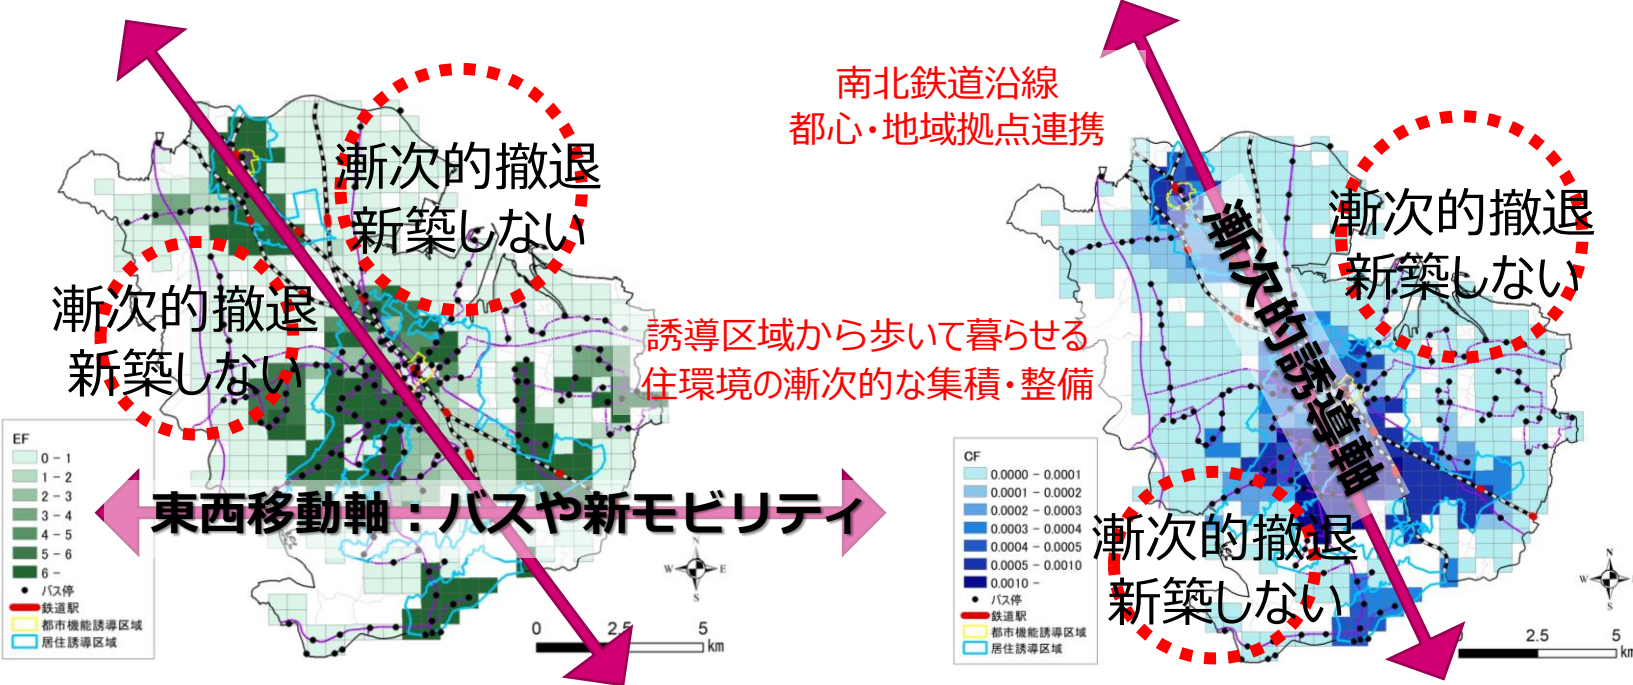 南北鉄道沿線
都心・地域拠点連携
漸次的撤退
新築しない
漸次的撤退
新築しない
漸次的撤退
新築しない
漸次的誘導軸
誘導区域から歩いて暮らせる
住環境の漸次的な集積・整備
東西移動軸：バスや新モビリティ
漸次的撤退
新築しない
EF
0 - 1
1 - 2
2 - 3
3 - 4
4 - 5
5 - 6
6 -
バス停
鉄道駅
都市機能誘導区域
居住誘導区域
N
W
E
S
0
2.5
5
km
CF
0.0000 - 0.0001
0.0001 - 0.0002
0.0002 - 0.0003
0.0003 - 0.0004
0.0004 - 0.0005
0.0005 - 0.0010
0.0010 -
バス停
鉄道駅
都市機能誘導区域
居住誘導区域
N
W
S
2.5
5
km